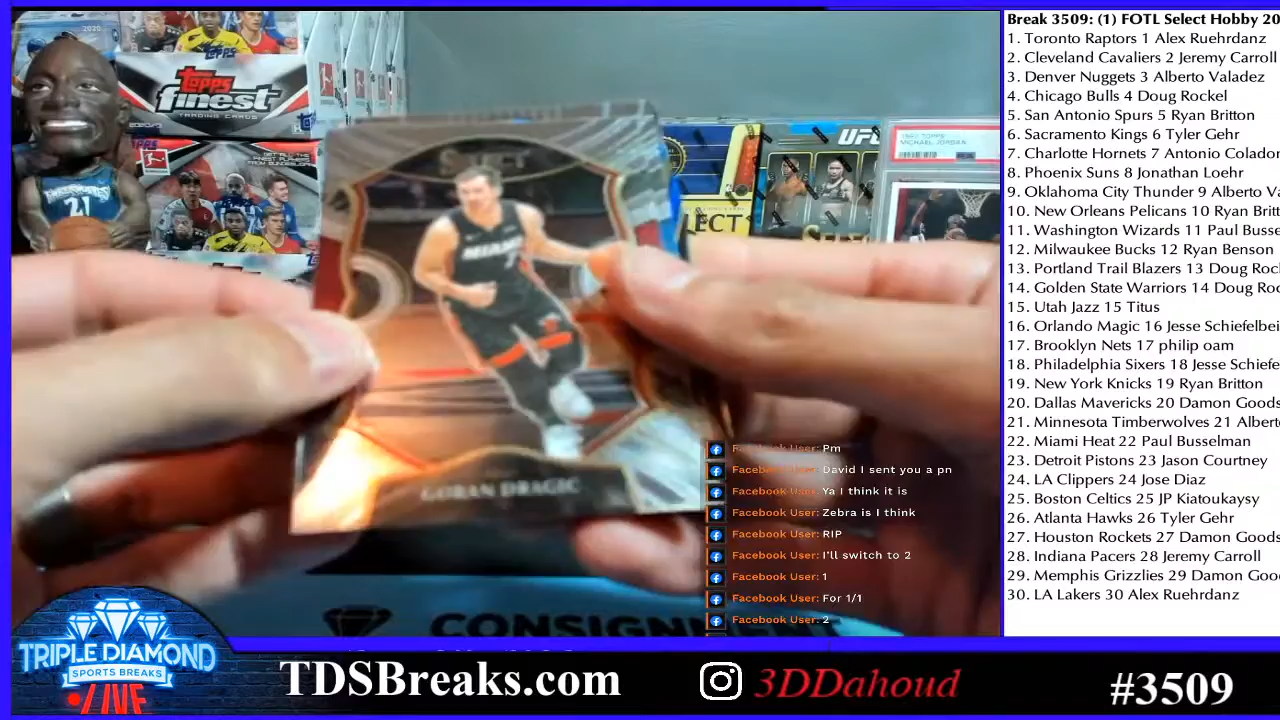 Break 3509: (1) FOTL Select Hobby 20
1. Toronto Raptors 1 Alex Ruehrdanz
2. Cleveland Cavaliers 2 Jeremy Carroll
3. Denver Nuggets 3 Alberto Valadez
4. Chicago Bulls 4 Doug Rockel
5. San Antonio Spurs 5 Ryan Britton
6. Sacramento Kings 6 Tyler Gehr
7. Charlotte Hornets 7 Antonio Colador
8. Phoenix Suns 8 Jonathan Loehr
9. Oklahoma City Thunder 9 Alberto Va
10. New Orleans Pelicans 10 Ryan Britt
11. Washington Wizards 11 Paul Busse
12. Milwaukee Bucks 12 Ryan Benson
13. Portland Trail Blazers 13 Doug Rock
14. Golden State Warriors 14 Doug Roc
15. Utah Jazz 15 Titus
16. Orlando Magic 16 Jesse Schiefelbei
17. Brooklyn Nets 17 philip oam
18. Philadelphia Sixers 18 Jesse Schiefe
19. New York Knicks 19 Ryan Britton
20. Dallas Mavericks 20 Damon Goods
21. Minnesota Timberwolves 21 Albert
22. Miami Heat 22 Paul Busselman
23. Detroit Pistons 23 Jason Courtney
24. LA Clippers 24 Jose Diaz
25. Boston Celtics 25 JP Kiatoukaysy
26. Atlanta Hawks 26 Tyler Gehr
27. Houston Rockets 27 Damon Goods
28. Indiana Pacers 28 Jeremy Carroll
29. Memphis Grizzlies 29 Damon Goo
30. LA Lakers 30 Alex Ruehrdanz
2020
Topps
finest
TRADING CARDS
21
UFC
MICHAEL JORDAN
ECT
MIAMI
GORAN DRAGIC
Facebook User: Pm
Facebook User: David I sent you a pn
Facebook User: Ya I think it is
Facebook User: Zebra is I think
Facebook User: RIP
Facebook User: I'll switch to 2
Facebook User: 1
Facebook User: For 1/1
Facebook User: 2
TRIPLE DIAMOND
SPORTS BREAKS
LIVE
TDSBreaks.com
3DDahoud
#3509